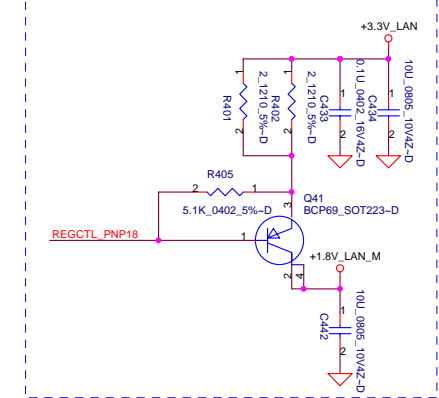 +3.3V_LAN
1
2
R401
2_1210_5%~D
1
2
R402
2_1210_5%~D
1
2
C433
0.1U_0402_16V4Z~D
1
2
C434
10U_0805_10V4Z~D
R405
2
1
5.1K_0402_5%~D
3
Q41
BCP69_SOT223~D
REGCTL_PNP18
1
2
4
+1.8V_LAN_M
1
2
C442
10U_0805_10V4Z~D